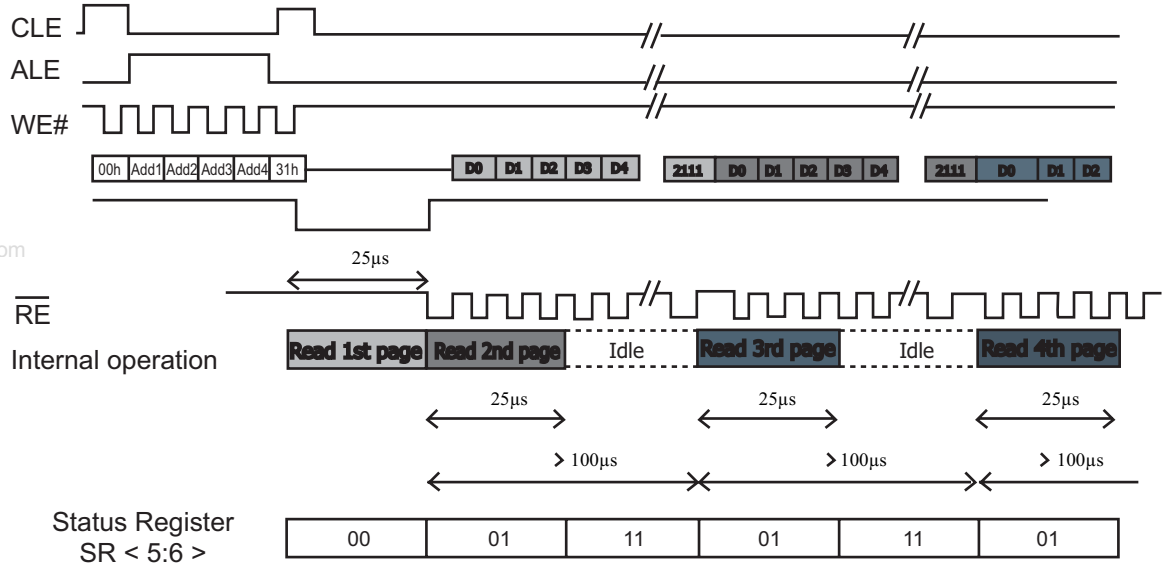 CLE
ALE
WE#
00h Add1 Add2 Add3 Add4 31h D0 D1 D2 D3 D4 2111 D0 D1 D2 D3 D4 2111 D0 D1 D2
om
25µs
RE
Internal operation Read 1st page Read 2nd page Idle Read 3rd page Idle Read 4th page
25µs 25µs 25µs
> 100µs > 100µs > 100µs
Status Register
SR < 5:6 > 00 01 11 01 11 01